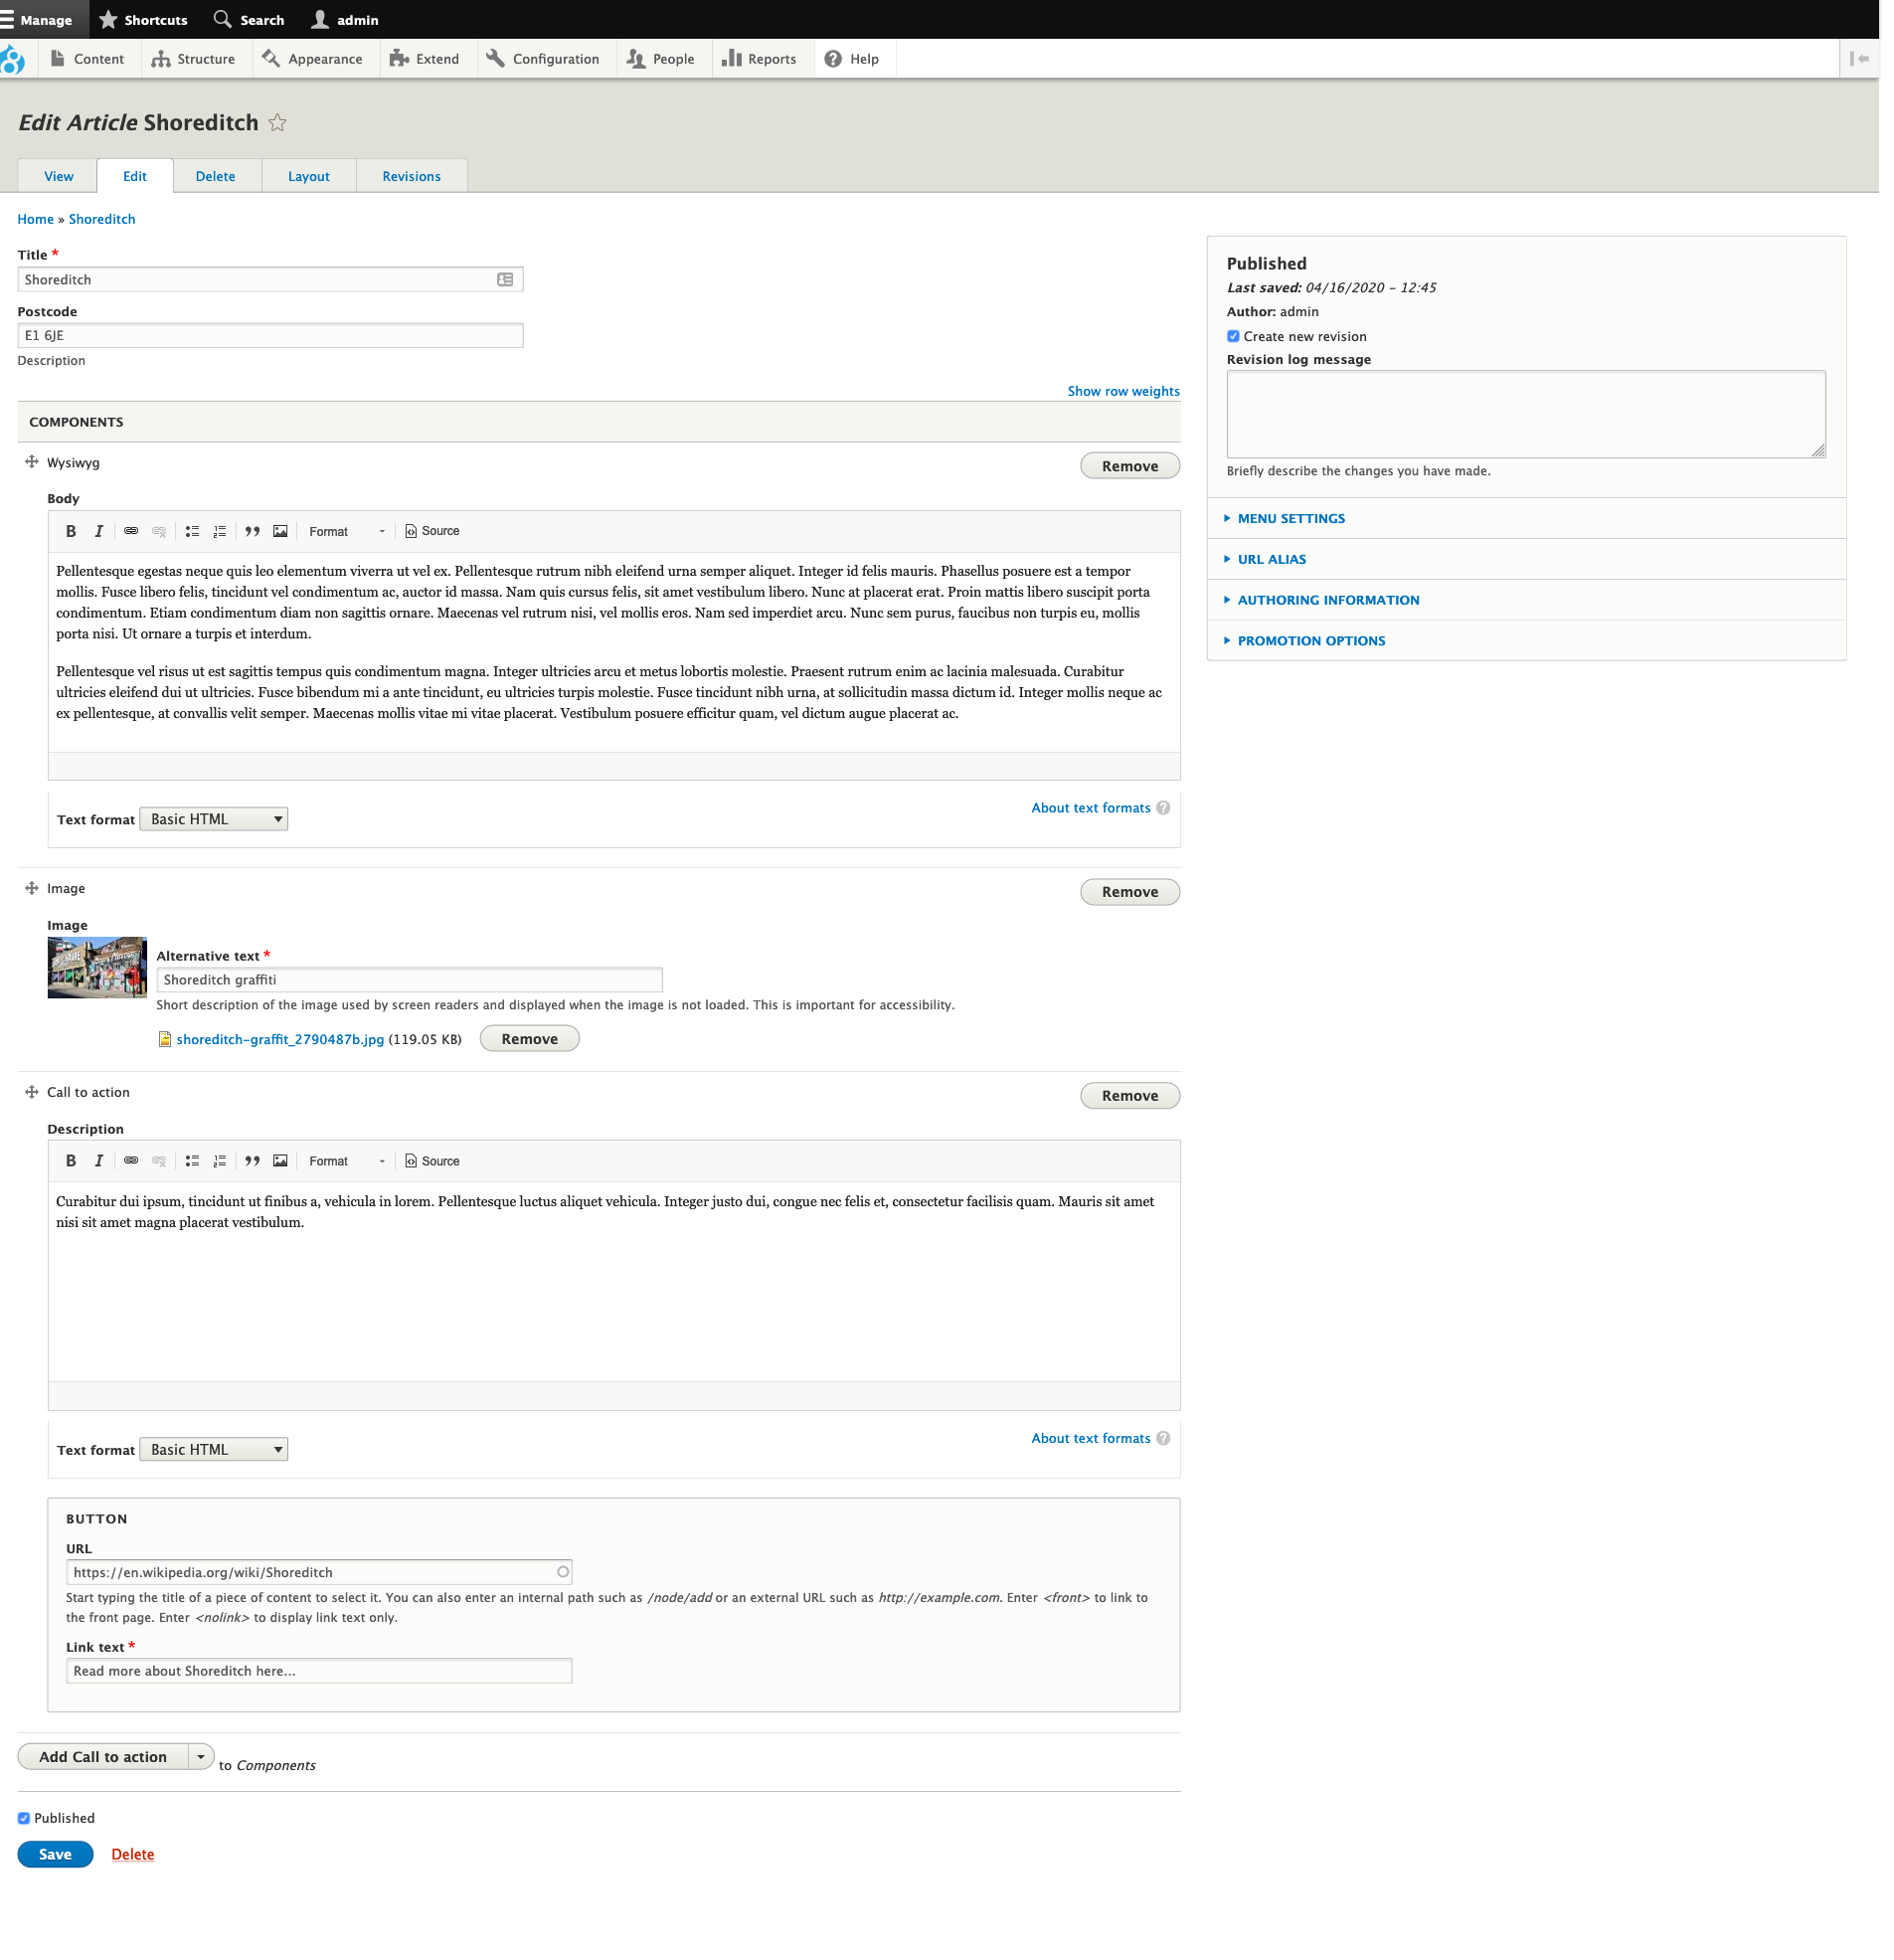 Manage Shortcuts Search admin
Content Structure Appearance Extend Configuration People Reports Help
Edit Article Shoreditch
View Edit Delete Layout Revisions
Home » Shoreditch
Title *
Shoreditch
Postcode
E1 6JE
Description
Show row weights
COMPONENTS
Wysiwyg
Remove
Body
B I Format Source
Pellentesque egestas neque quis leo elementum viverra ut vel ex. Pellentesque rutrum nibh eleifend urna semper aliquet. Integer id felis mauris. Phasellus posuere est a tempor
mollis. Fusce libero felis, tincidunt vel condimentum ac, auctor id massa. Nam quis cursus felis, sit amet vestibulum libero. Nunc at placerat erat. Proin mattis libero suscipit porta
condimentum. Etiam condimentum diam non sagittis ornare. Maecenas vel rutrum nisi, vel mollis eros. Nam sed imperdiet arcu. Nunc sem purus, faucibus non turpis eu, mollis
porta nisi. Ut ornare a turpis et interdum.
Pellentesque vel risus ut est sagittis tempus quis condimentum magna. Integer ultricies arcu et metus lobortis molestie. Praesent rutrum enim ac lacinia malesuada. Curabitur
ultricies eleifend dui ut ultricies. Fusce bibendum mi a ante tincidunt, eu ultricies turpis molestie. Fusce tincidunt nibh urna, at sollicitudin massa dictum id. Integer mollis neque ac
ex pellentesque, at convallis velit semper. Maecenas mollis vitae mi vitae placerat. Vestibulum posuere efficitur quam, vel dictum augue placerat ac.
About text formats ?
Text format Basic HTML
Image
Remove
Image
Alternative text *
Shoreditch graffiti
Short description of the image used by screen readers and displayed when the image is not loaded. This is important for accessibility.
shoreditch-graffit_2790487b.jpg (119.05 KB) Remove
Call to action
Remove
Description
B I Format Source
Curabitur dui ipsum, tincidunt ut finibus a, vehicula in lorem. Pellentesque luctus aliquet vehicula. Integer justo dui, congue nec felis et, consectetur facilisis quam. Mauris sit amet
nisi sit amet magna placerat vestibulum.
About text formats ?
Text format Basic HTML
BUTTON
URL
https://en.wikipedia.org/wiki/Shoreditch
Start typing the title of a piece of content to select it. You can also enter an internal path such as /node/add or an external URL such as http://example.com. Enter <front> to link to
the front page. Enter <nolink> to display link text only.
Link text *
Read more about Shoreditch here...
Add Call to action to Components
Published
Save Delete
Published
Last saved: 04/16/2020 - 12:45
Author: admin
Create new revision
Revision log message
Briefly describe the changes you have made.
MENU SETTINGS
URL ALIAS
AUTHORING INFORMATION
PROMOTION OPTIONS